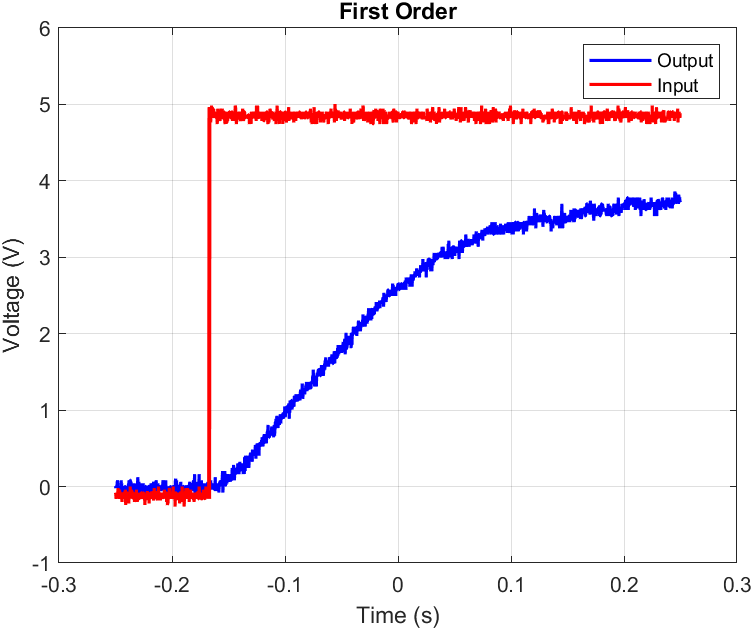 First Order
Output
Input
6
5
4
3
2
1
0
-1
Voltage (V)
-0.3 -0.2 -0.1 0 0.1 0.2 0.3
Time (s)